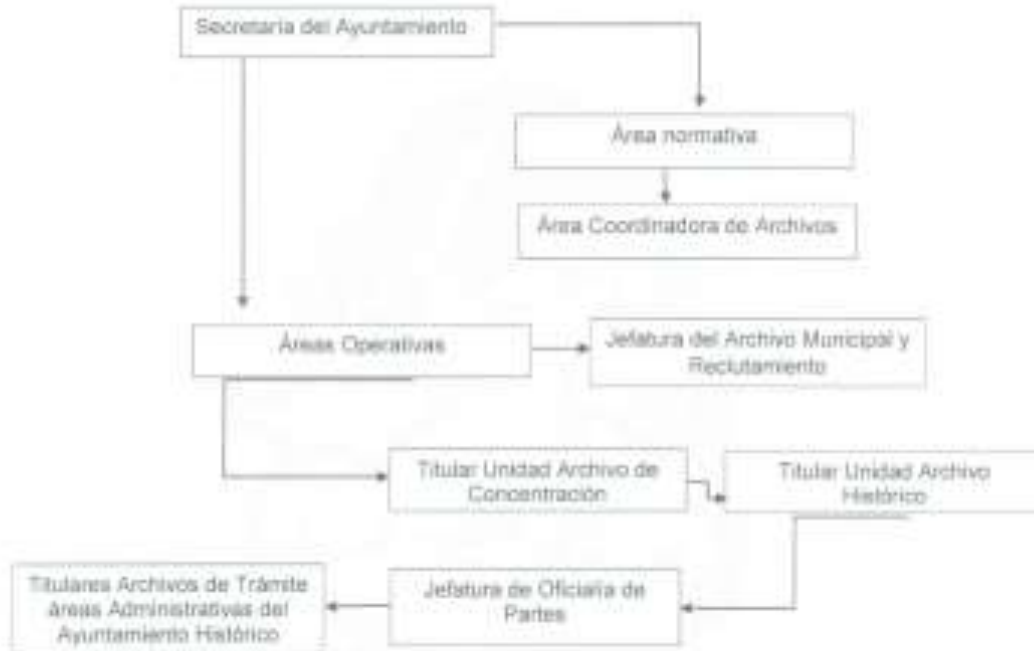 Secretaría del Ayuntamiento
Área normativa
Área Coordinadora de Archivos
Áreas Operativas
Jefatura del Archivo Municipal y
Reclutamiento
Titular Unidad Archivo de
Concentración
Titular Unidad Archivo
Histórico
Titulares Archivos de Trámite
áreas Administrativas del
Ayuntamiento Histórico
Jefatura de Oficialía de
Partes